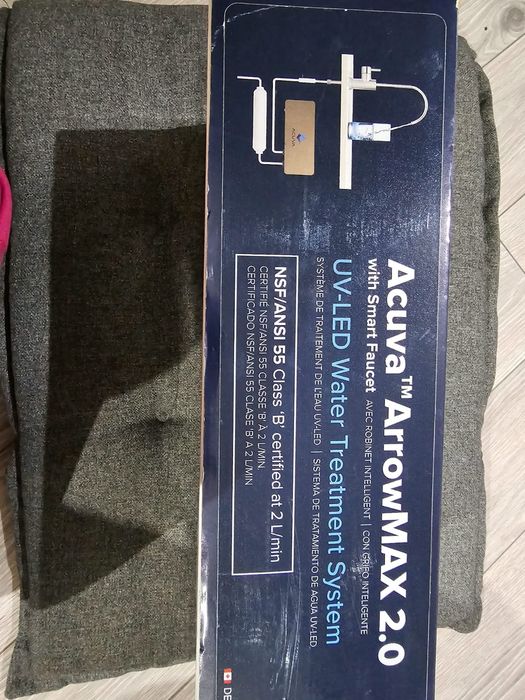 ACUVA
Acuva™ ArrowMAX 2.0
with Smart Faucet AVEC ROBINET INTELLIGENT | CON GRIFO INTELIGENTE
UV-LED Water Treatment System
SYSTÈME DE TRAITEMENT DE L'EAU UV-LED | SISTEMA DE TRATAMIENTO DE AGUA UV-LED
NSF/ANSI 55 Class 'B' certified at 2 L/min
CERTIFIÉ NSF/ANSI 55 CLASSE 'B' À 2 L/MIN
CERTIFICADO NSF/ANSI 55 CLASE 'B' A 2 L/MIN
DE